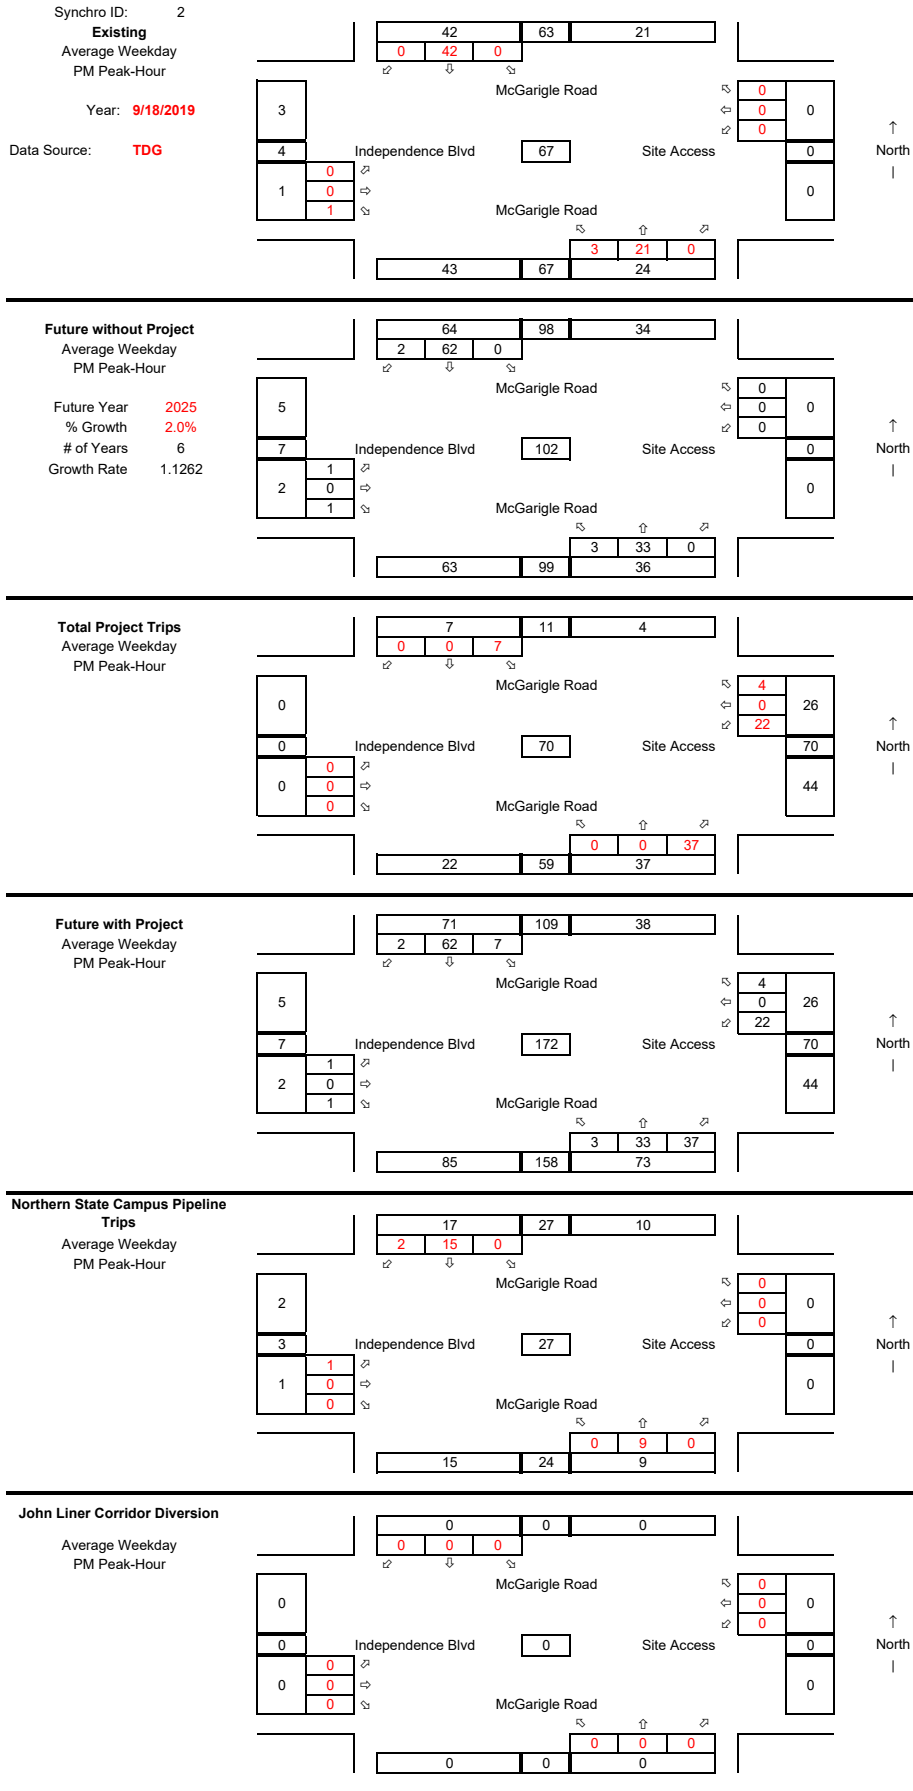 Synchro ID: 2
Existing 42 63 21
Average Weekday 0 42 0
PM Peak-Hour ⬃ ⇩ ⬂
McGarigle Road ⬁ 0
Year: 9/18/2019 3 ⇦ 0 0
⬃ 0 ↑
Data Source: TDG 4 Independence Blvd 67 Site Access 0 North
0 ⬀ |
1 0 ⇨ 0
1 ⬂ McGarigle Road
⬁ ⇧ ⬀
3 21 0
43 67 24
Future without Project 64 98 34
Average Weekday 2 62 0
PM Peak-Hour ⬃ ⇩ ⬂
McGarigle Road ⬁ 0
Future Year 2025 5 ⇦ 0 0
% Growth 2.0% ⬃ 0 ↑
# of Years 6 7 Independence Blvd 102 Site Access 0 North
Growth Rate 1.1262 1 ⬀ |
2 0 ⇨ 0
1 ⬂ McGarigle Road
⬁ ⇧ ⬀
3 33 0
63 99 36
Total Project Trips 7 11 4
Average Weekday 0 0 7
PM Peak-Hour ⬃ ⇩ ⬂
McGarigle Road ⬁ 4
0 ⇦ 0 26
⬃ 22 ↑
0 Independence Blvd 70 Site Access 70 North
0 ⬀ |
0 0 ⇨ 44
0 ⬂ McGarigle Road
⬁ ⇧ ⬀
0 0 37
22 59 37
Future with Project 71 109 38
Average Weekday 2 62 7
PM Peak-Hour ⬃ ⇩ ⬂
McGarigle Road ⬁ 4
5 ⇦ 0 26
⬃ 22 ↑
7 Independence Blvd 172 Site Access 70 North
1 ⬀ |
2 0 ⇨ 44
1 ⬂ McGarigle Road
⬁ ⇧ ⬀
3 33 37
85 158 73
Northern State Campus Pipeline
Trips 17 27 10
Average Weekday 2 15 0
PM Peak-Hour ⬃ ⇩ ⬂
McGarigle Road ⬁ 0
2 ⇦ 0 0
⬃ 0 ↑
3 Independence Blvd 27 Site Access 0 North
1 ⬀ |
1 0 ⇨ 0
0 ⬂ McGarigle Road
⬁ ⇧ ⬀
0 9 0
15 24 9
John Liner Corridor Diversion
0 0 0
Average Weekday 0 0 0
PM Peak-Hour ⬃ ⇩ ⬂
McGarigle Road ⬁ 0
0 ⇦ 0 0
⬃ 0 ↑
0 Independence Blvd 0 Site Access 0 North
0 ⬀ |
0 0 ⇨ 0
0 ⬂ McGarigle Road
⬁ ⇧ ⬀
0 0 0
0 0 0